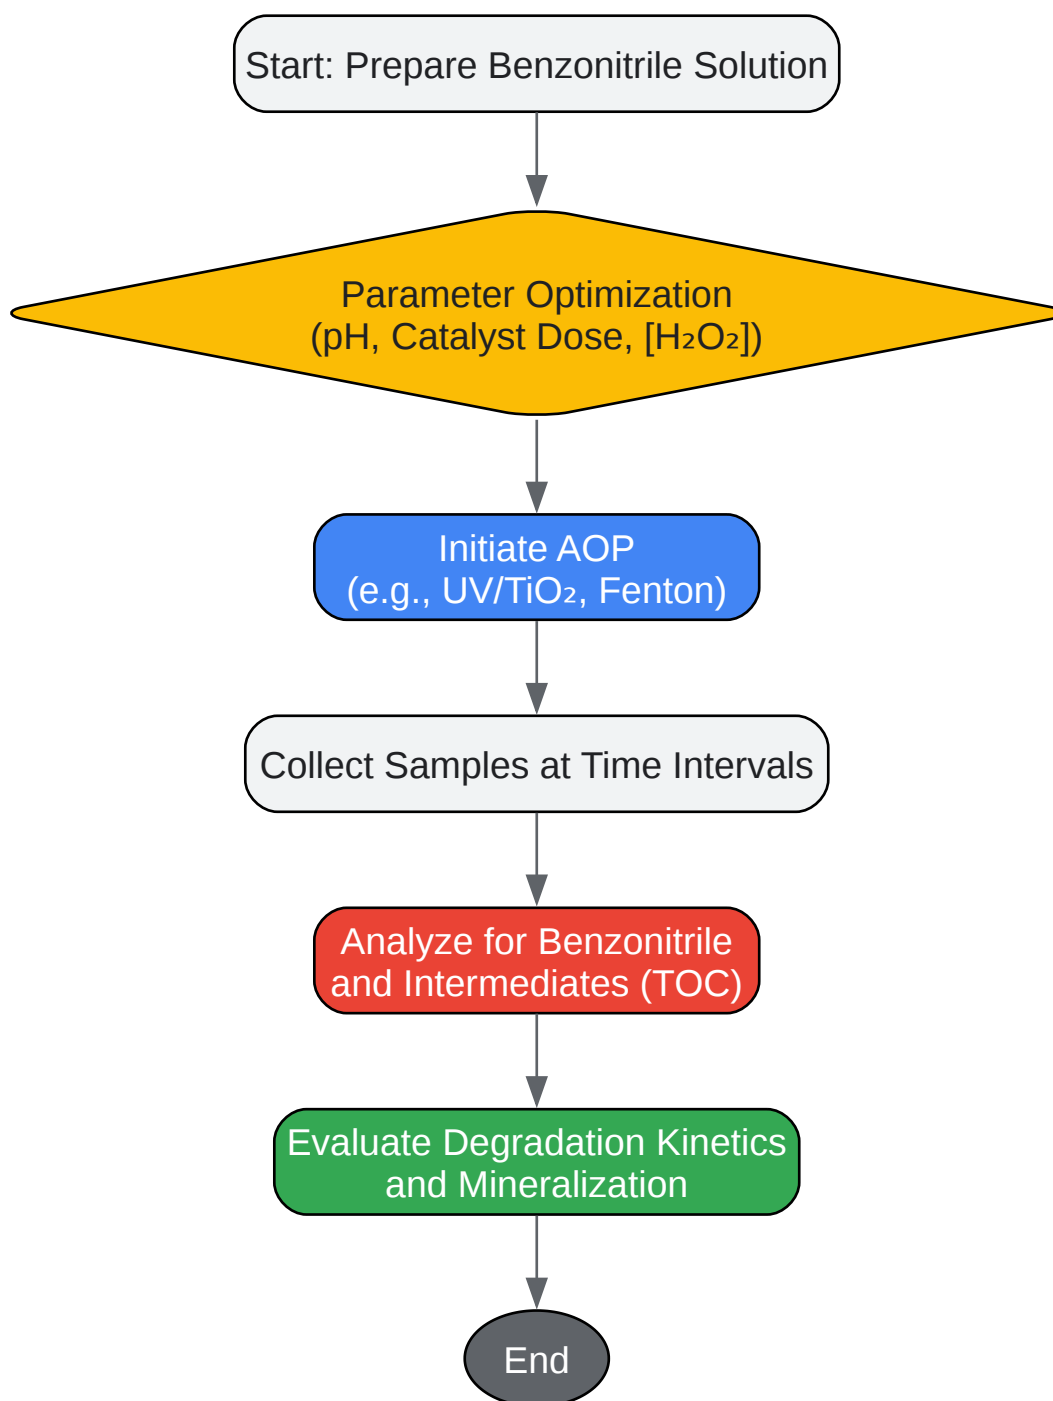 Start: Prepare Benzonitrile Solution
Parameter Optimization
(pH, Catalyst Dose, [H₂O₂])
Initiate AOP
(e.g., UV/TiO₂, Fenton)
Collect Samples at Time Intervals
Analyze for Benzonitrile
and Intermediates (TOC)
Evaluate Degradation Kinetics
and Mineralization
End